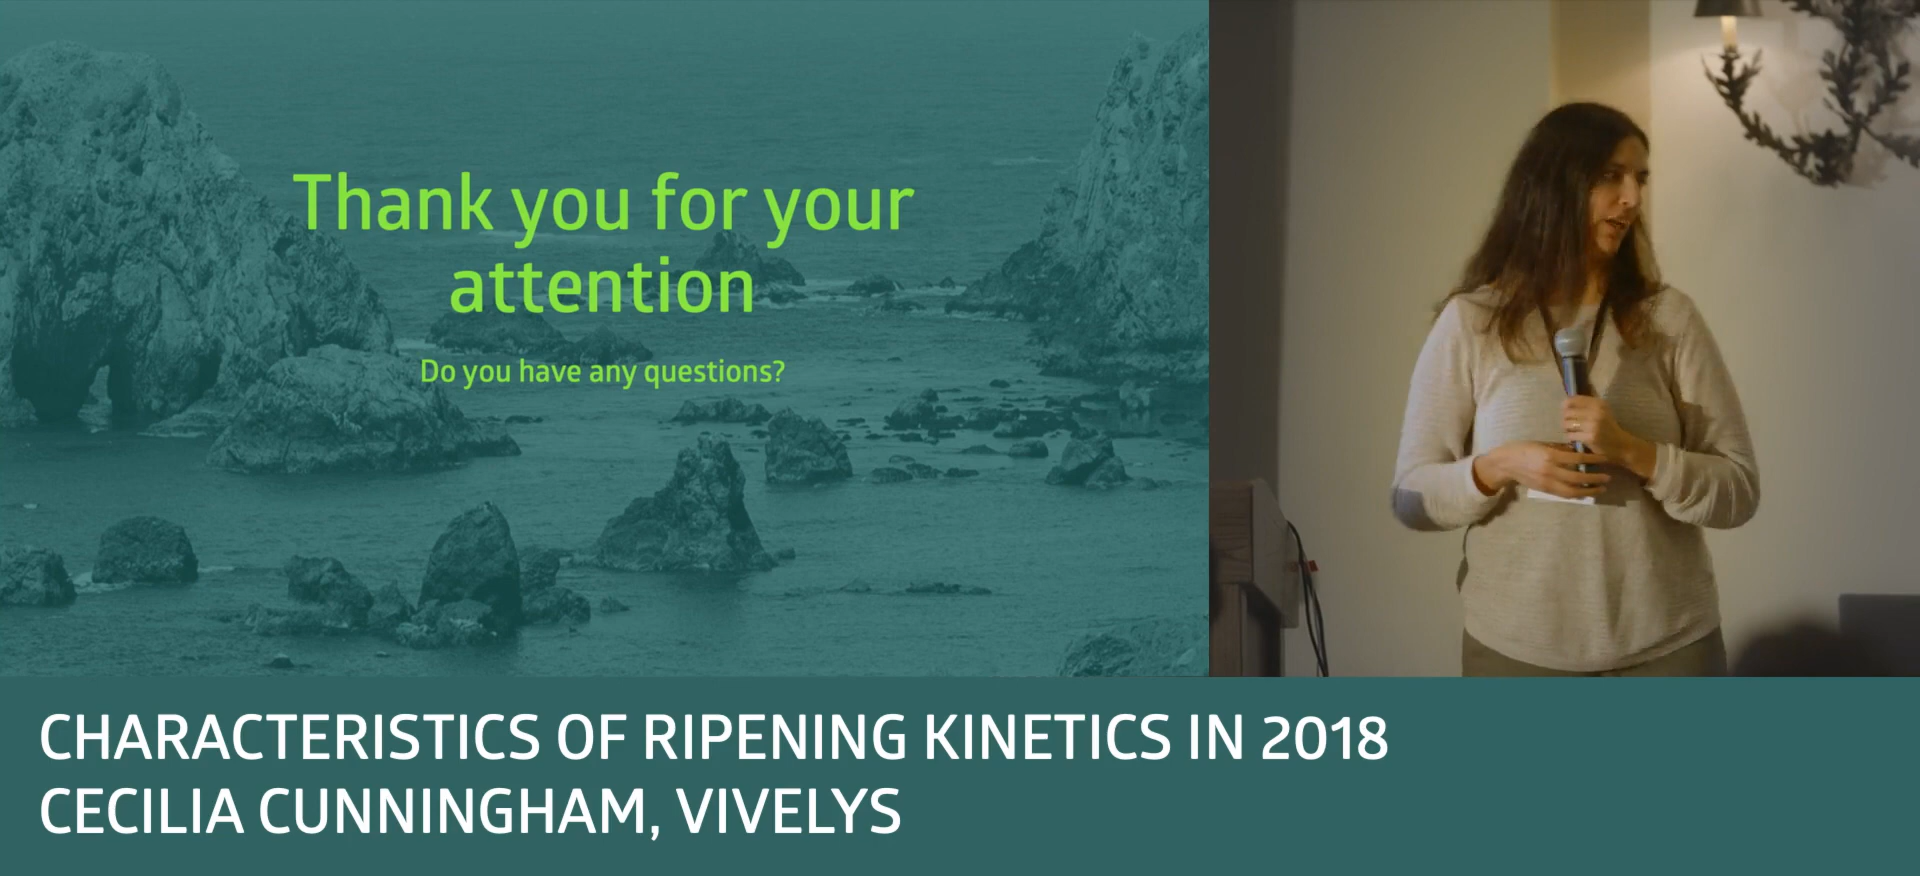 Thank you for your
attention
Do you have any questions?
CHARACTERISTICS OF RIPENING KINETICS IN 2018
CECILIA CUNNINGHAM, VIVELYS